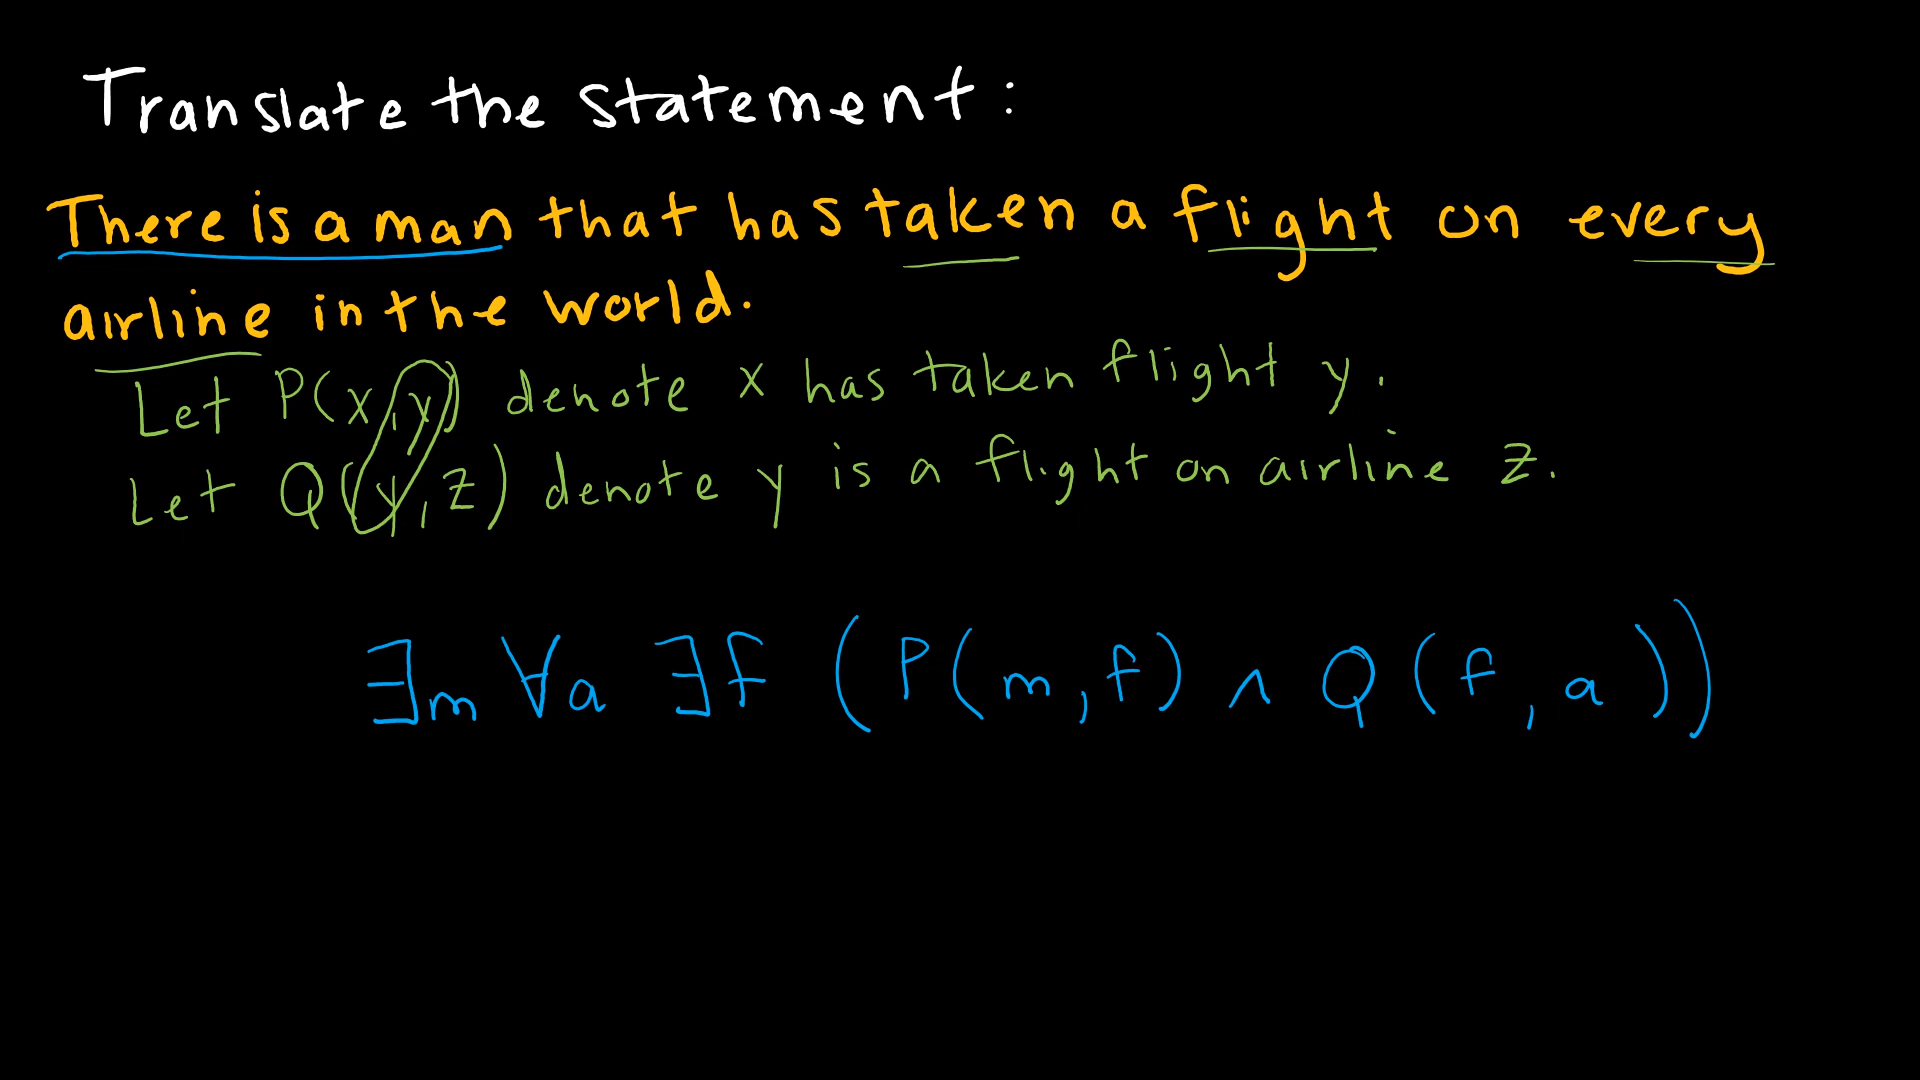 Translate the statement:
There is a man that has taken a flight on every
airline in the world.
Let P(x,y) denote x has taken flight y.
Let Q(y,z) denote y is a flight on airline z.
∃m ∀a ∃f (P(m,f) ∧ Q(f,a))